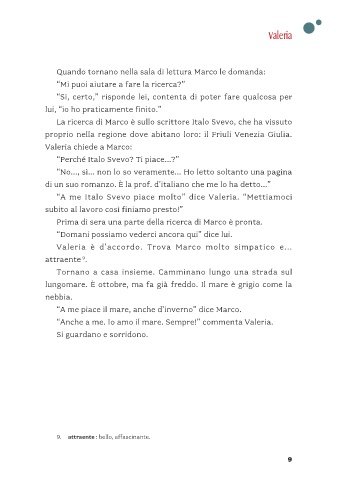 Valeria
Quando tornano nella sala di lettura Marco le domanda:
“Mi puoi aiutare a fare la ricerca?”
“Sì, certo,” risponde lei, contenta di poter fare qualcosa per
lui, “io ho praticamente finito.”
La ricerca di Marco è sullo scrittore Italo Svevo, che ha vissuto
proprio nella regione dove abitano loro: il Friuli Venezia Giulia.
Valeria chiede a Marco:
“Perché Italo Svevo? Ti piace...?”
“No..., sì... non lo so veramente... Ho letto soltanto una pagina
di un suo romanzo. È la prof. d’italiano che me lo ha detto...”
“A me Italo Svevo piace molto” dice Valeria. “Mettiamoci
subito al lavoro così finiamo presto!”
Prima di sera una parte della ricerca di Marco è pronta.
“Domani possiamo vederci ancora qui” dice lui.
Valeria è d’accordo. Trova Marco molto simpatico e...
attraente⁹.
Tornano a casa insieme. Camminano lungo una strada sul
lungomare. È ottobre, ma fa già freddo. Il mare è grigio come la
nebbia.
“A me piace il mare, anche d’inverno” dice Marco.
“Anche a me. Io amo il mare. Sempre!” commenta Valeria.
Si guardano e sorridono.
9. attraente : bello, affascinante.
9